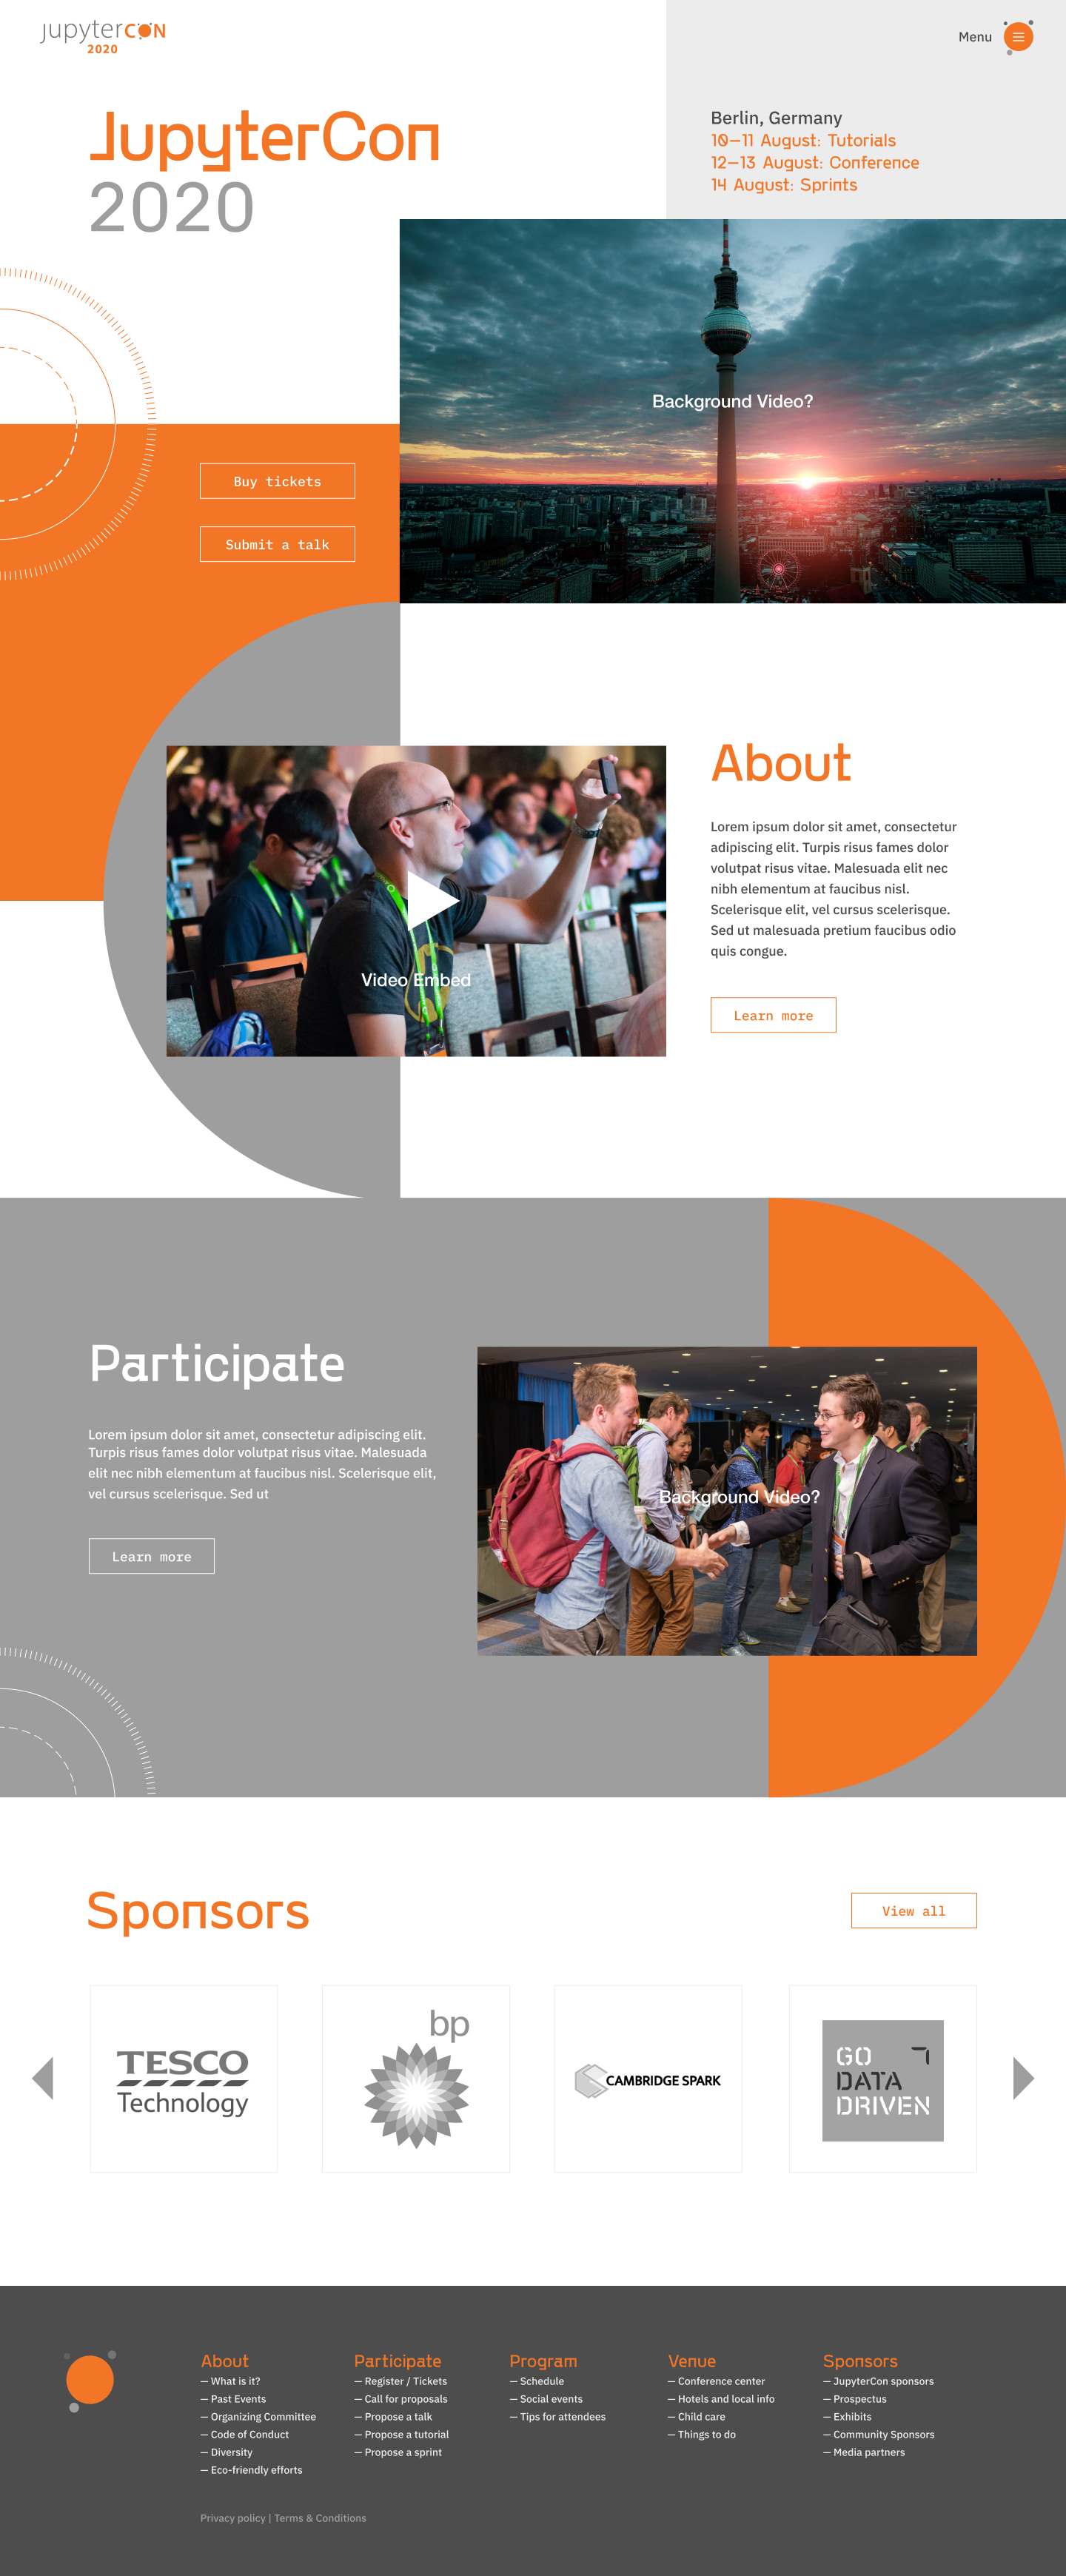 jupyterCON
2020
Menu
JupyterCon
2020
Berlin, Germany
10—11 August: Tutorials
12—13 August: Conference
14 August: Sprints
Background Video?
Buy tickets
Submit a talk
Video Embed
About
Lorem ipsum dolor sit amet, consectetur
adipiscing elit. Turpis risus fames dolor
volutpat risus vitae. Malesuada elit nec
nibh elementum at faucibus nisl.
Scelerisque elit, vel cursus scelerisque.
Sed ut malesuada pretium faucibus odio
quis congue.
Learn more
Participate
Lorem ipsum dolor sit amet, consectetur adipiscing elit.
Turpis risus fames dolor volutpat risus vitae. Malesuada
elit nec nibh elementum at faucibus nisl. Scelerisque elit,
vel cursus scelerisque. Sed ut
Learn more
Background Video?
Sponsors
View all
TESCO
Technology
bp
CAMBRIDGE SPARK
GO
DATA
DRIVEN
About
— What is it?
— Past Events
— Organizing Committee
— Code of Conduct
— Diversity
— Eco-friendly efforts
Participate
— Register / Tickets
— Call for proposals
— Propose a talk
— Propose a tutorial
— Propose a sprint
Program
— Schedule
— Social events
— Tips for attendees
Venue
— Conference center
— Hotels and local info
— Child care
— Things to do
Sponsors
— JupyterCon sponsors
— Prospectus
— Exhibits
— Community Sponsors
— Media partners
Privacy policy | Terms & Conditions